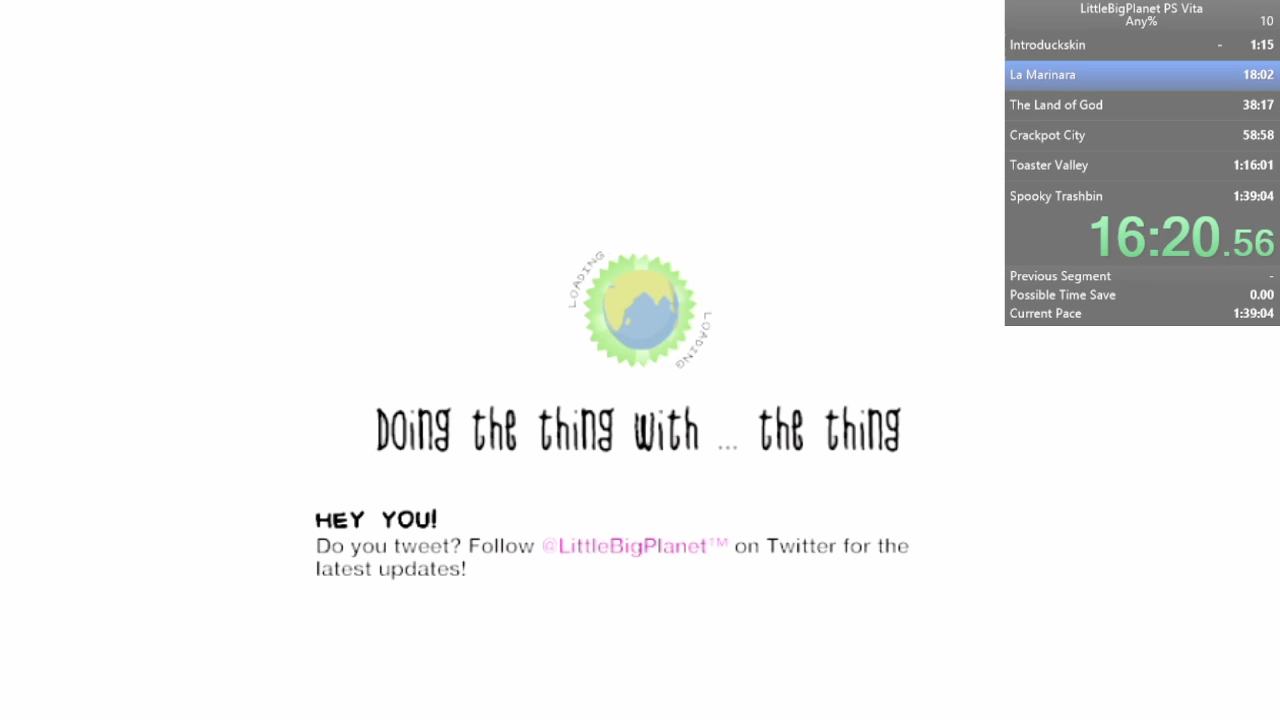 LittleBigPlanet PS Vita
Any%
10
Introduckskin - 1:15
La Marinara 18:02
The Land of God 38:17
Crackpot City 58:58
Toaster Valley 1:16:01
Spooky Trashbin 1:39:04
16:20.56
Previous Segment -
Possible Time Save 0.00
Current Pace 1:39:04
LOADING
LOADING
Doing the thing with ... the thing
HEY YOU!
Do you tweet? Follow @LittleBigPlanet™ on Twitter for the
latest updates!